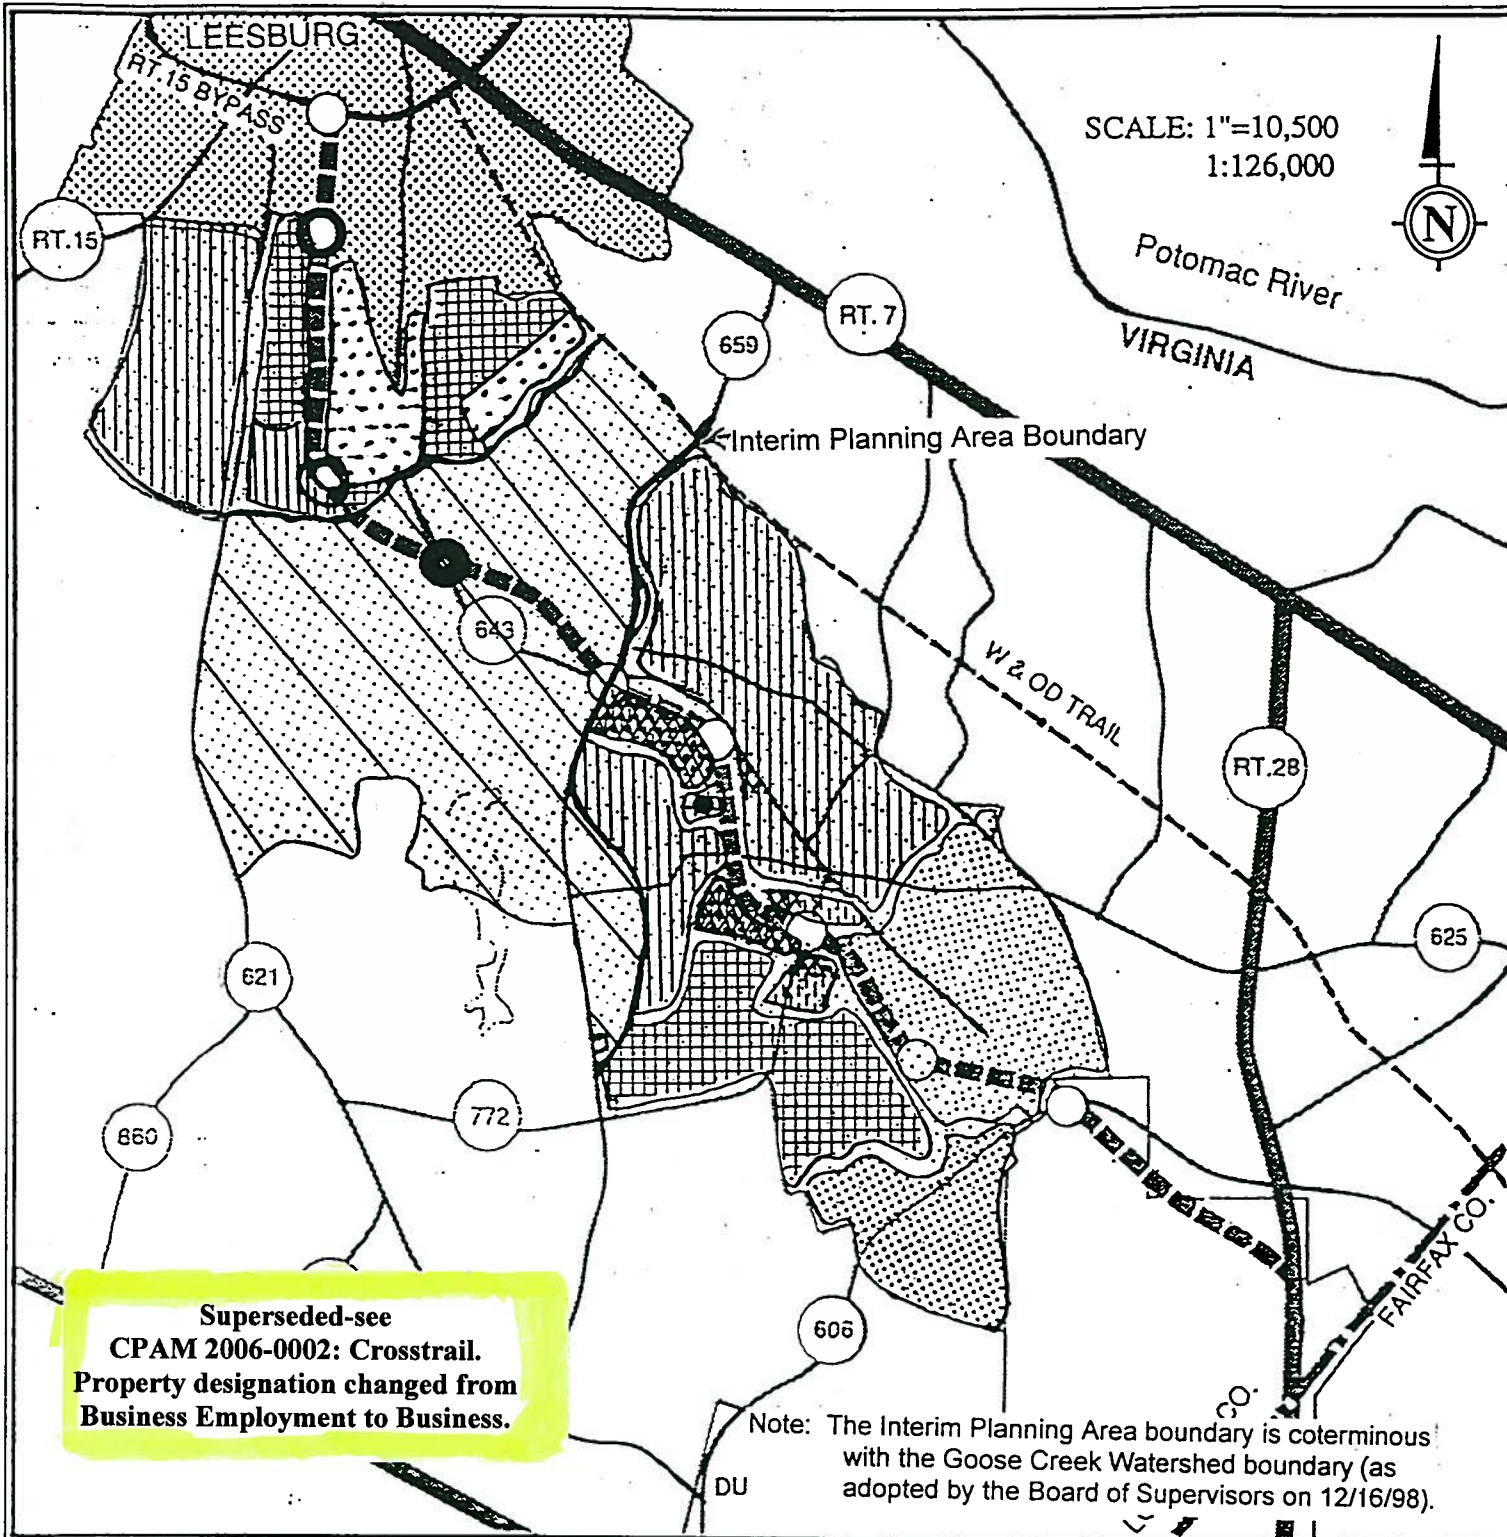 LEESBURG
RT.15 BYPASS
SCALE: 1"=10,500
1:126,000
N
RT.15
Potomac River
RT. 7
659
VIRGINIA
Interim Planning Area Boundary
643
W & OD TRAIL
RT.28
625
621
772
860
FAIRFAX CO.
606
Superseded-see
CPAM 2006-0002: Crosstrail.
Property designation changed from
Business Employment to Business.
CO.
Note: The Interim Planning Area boundary is coterminous
with the Goose Creek Watershed boundary (as
adopted by the Board of Supervisors on 12/16/98).
DU